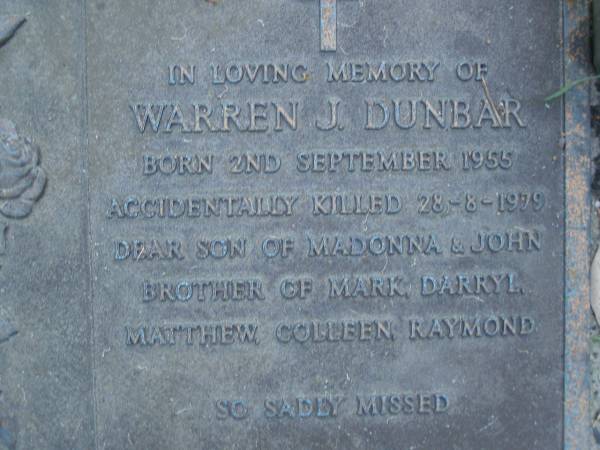 IN LOVING MEMORY OF
WARREN J. DUNBAR
BORN 2ND SEPTEMBER 1955
ACCIDENTALLY KILLED 28-8-1979
DEAR SON OF MADONNA & JOHN
BROTHER OF MARK, DARRYL,
MATTHEW, COLLEEN, RAYMOND
SO SADLY MISSED